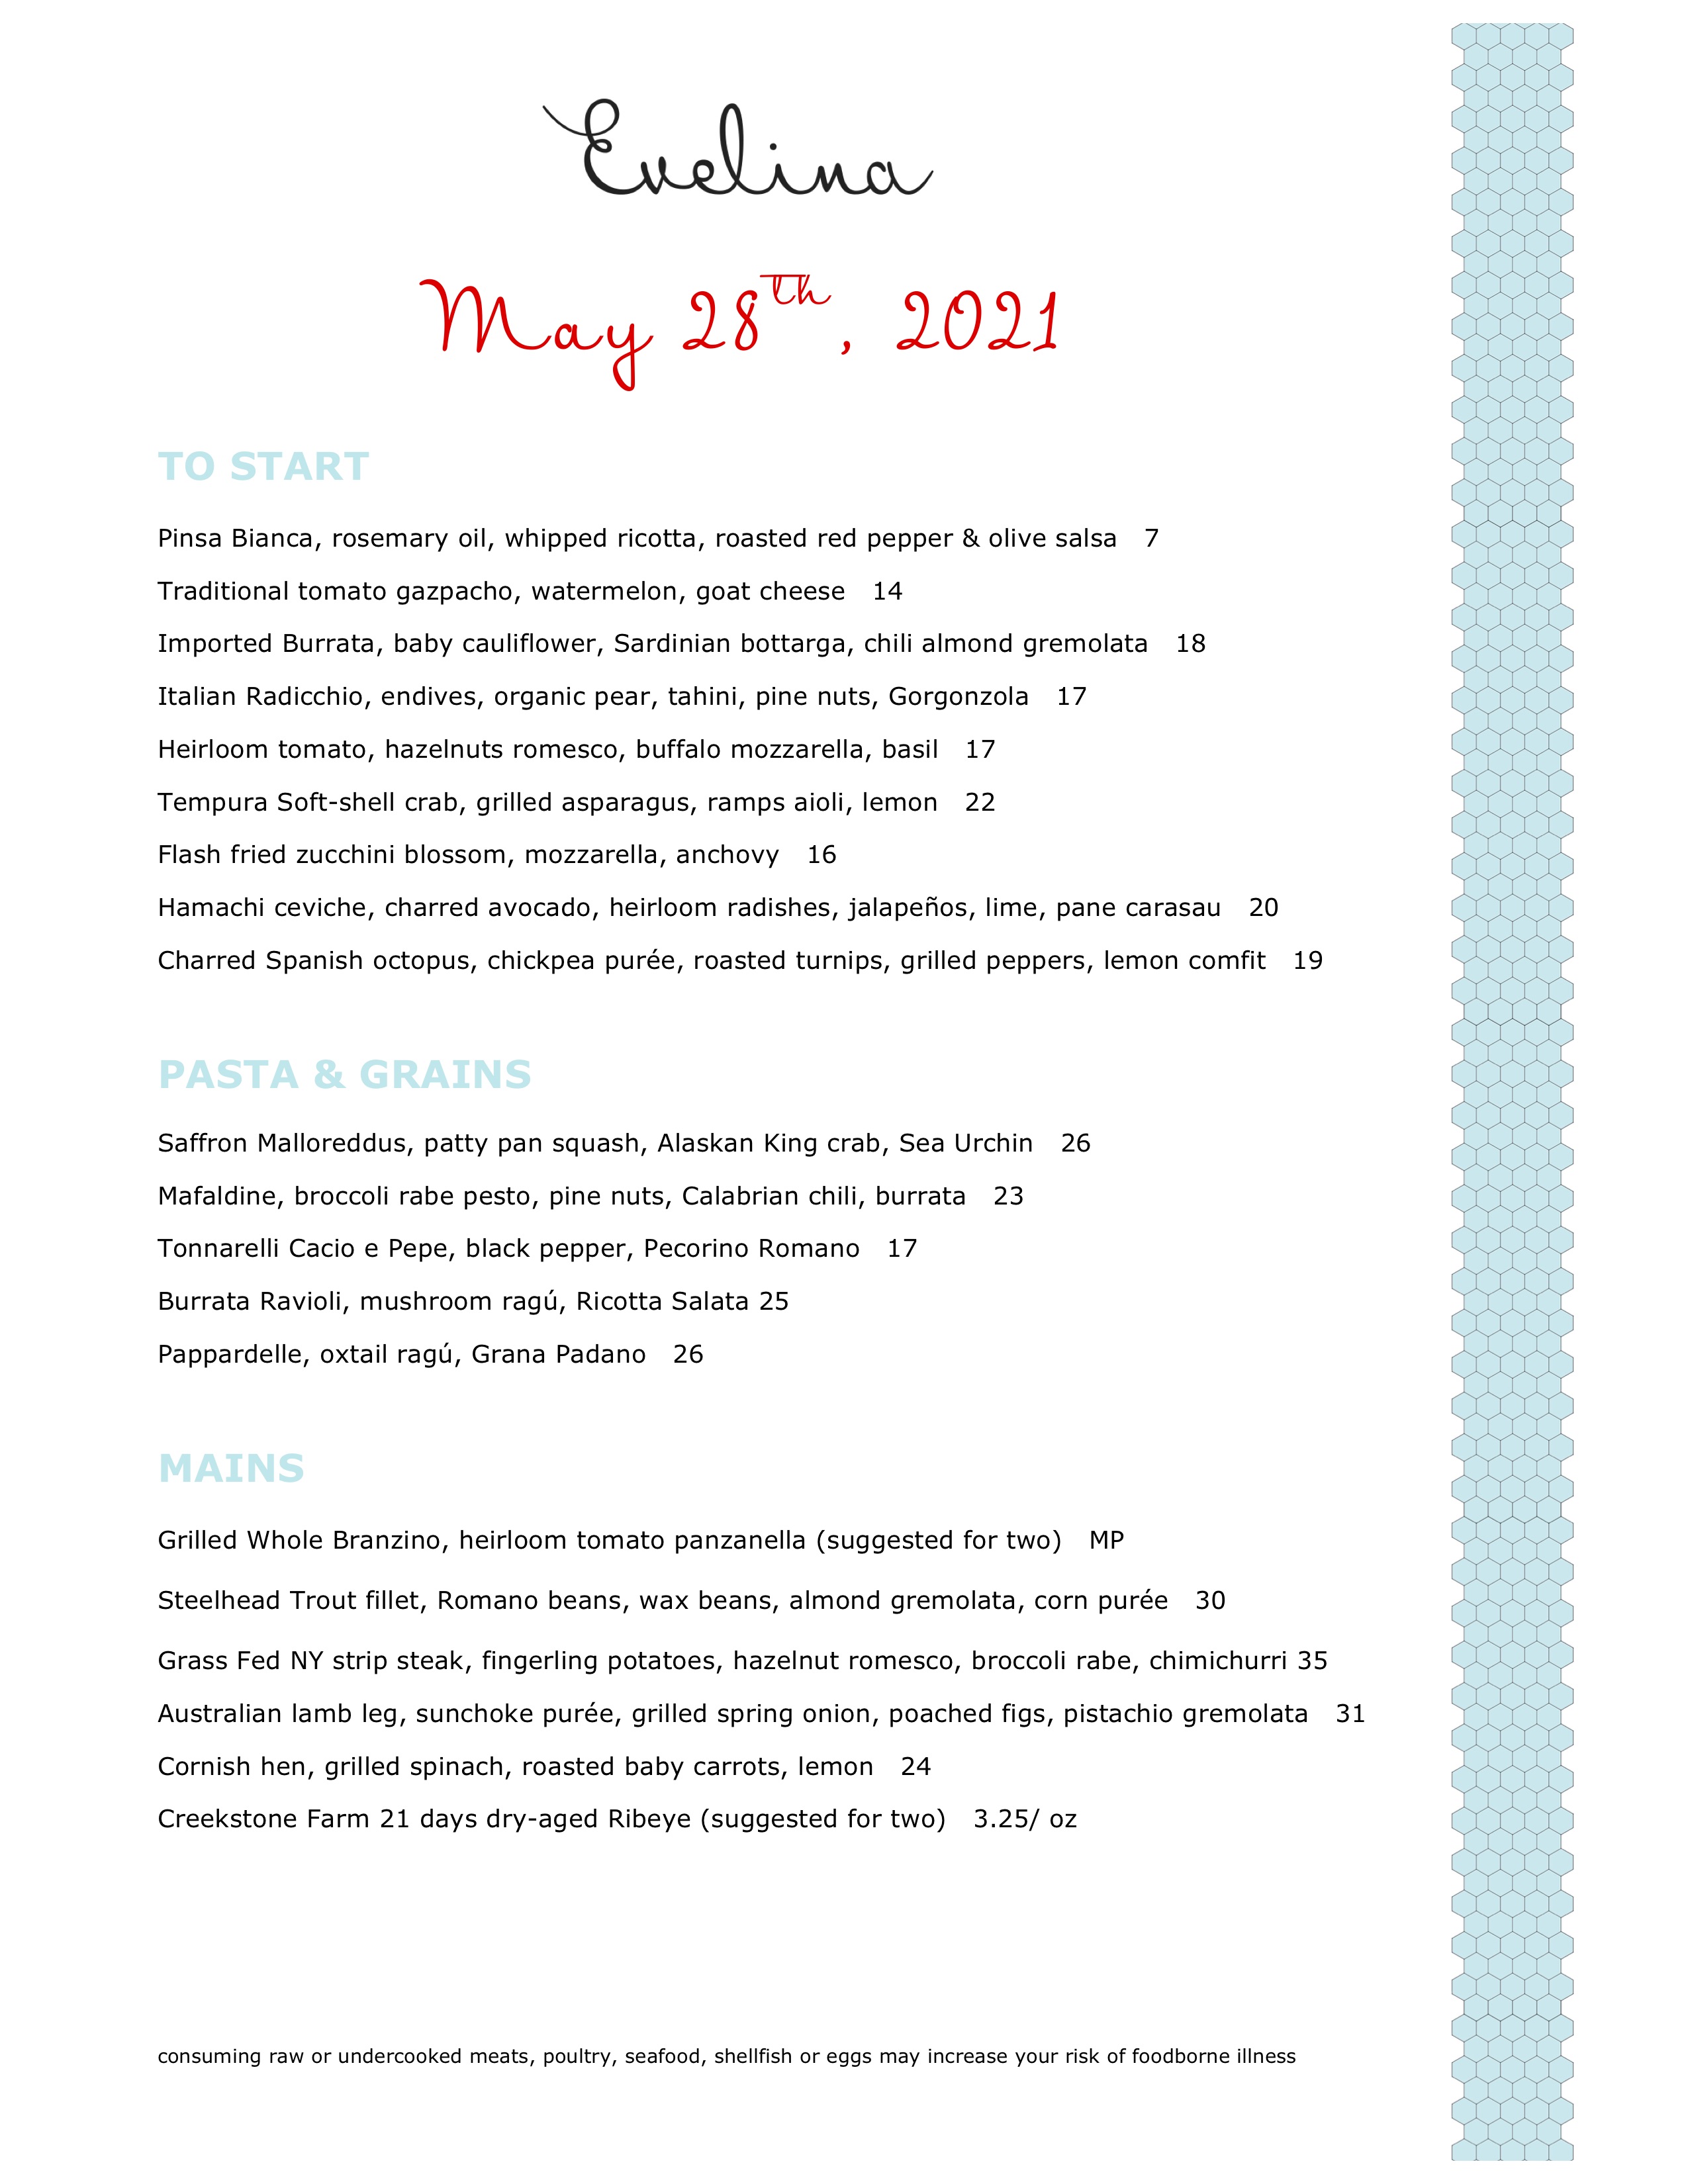 Evelina
May 28th, 2021
TO START
Pinsa Bianca, rosemary oil, whipped ricotta, roasted red pepper & olive salsa 7
Traditional tomato gazpacho, watermelon, goat cheese 14
Imported Burrata, baby cauliflower, Sardinian bottarga, chili almond gremolata 18
Italian Radicchio, endives, organic pear, tahini, pine nuts, Gorgonzola 17
Heirloom tomato, hazelnuts romesco, buffalo mozzarella, basil 17
Tempura Soft-shell crab, grilled asparagus, ramps aioli, lemon 22
Flash fried zucchini blossom, mozzarella, anchovy 16
Hamachi ceviche, charred avocado, heirloom radishes, jalapeños, lime, pane carasau 20
Charred Spanish octopus, chickpea purée, roasted turnips, grilled peppers, lemon comfit 19
PASTA & GRAINS
Saffron Malloreddus, patty pan squash, Alaskan King crab, Sea Urchin 26
Mafaldine, broccoli rabe pesto, pine nuts, Calabrian chili, burrata 23
Tonnarelli Cacio e Pepe, black pepper, Pecorino Romano 17
Burrata Ravioli, mushroom ragú, Ricotta Salata 25
Pappardelle, oxtail ragú, Grana Padano 26
MAINS
Grilled Whole Branzino, heirloom tomato panzanella (suggested for two) MP
Steelhead Trout fillet, Romano beans, wax beans, almond gremolata, corn purée 30
Grass Fed NY strip steak, fingerling potatoes, hazelnut romesco, broccoli rabe, chimichurri 35
Australian lamb leg, sunchoke purée, grilled spring onion, poached figs, pistachio gremolata 31
Cornish hen, grilled spinach, roasted baby carrots, lemon 24
Creekstone Farm 21 days dry-aged Ribeye (suggested for two) 3.25/ oz
consuming raw or undercooked meats, poultry, seafood, shellfish or eggs may increase your risk of foodborne illness